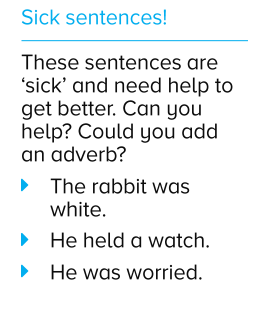 Sick sentences!
These sentences are
‘sick’ and need help to
get better. Can you
help? Could you add
an adverb?
The rabbit was
white.
He held a watch.
He was worried.